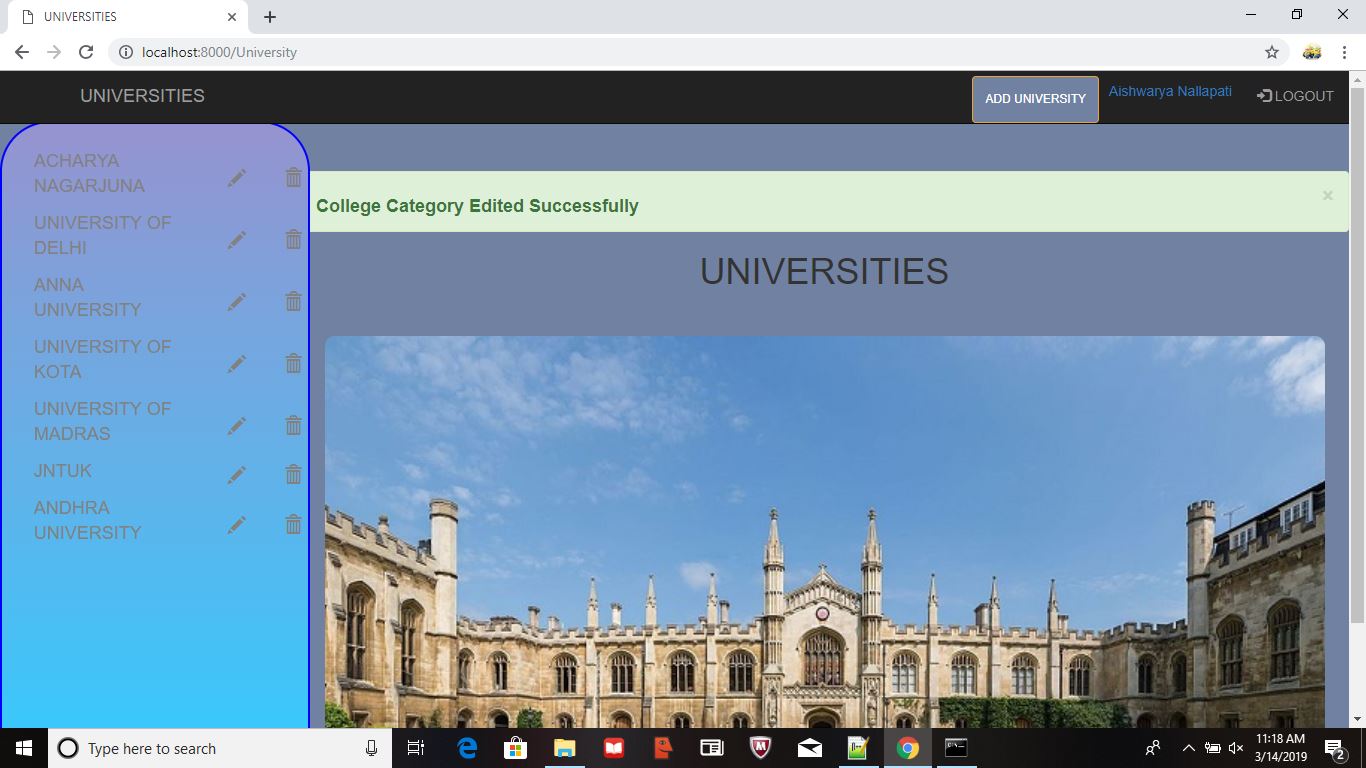 UNIVERSITIES
localhost:8000/University
UNIVERSITIES
ADD UNIVERSITY
Aishwarya Nallapati
LOGOUT
ACHARYA
NAGARJUNA
UNIVERSITY OF
DELHI
ANNA
UNIVERSITY
UNIVERSITY OF
KOTA
UNIVERSITY OF
MADRAS
JNTUK
ANDHRA
UNIVERSITY
College Category Edited Successfully
×
UNIVERSITIES
Type here to search
11:18 AM
3/14/2019
2